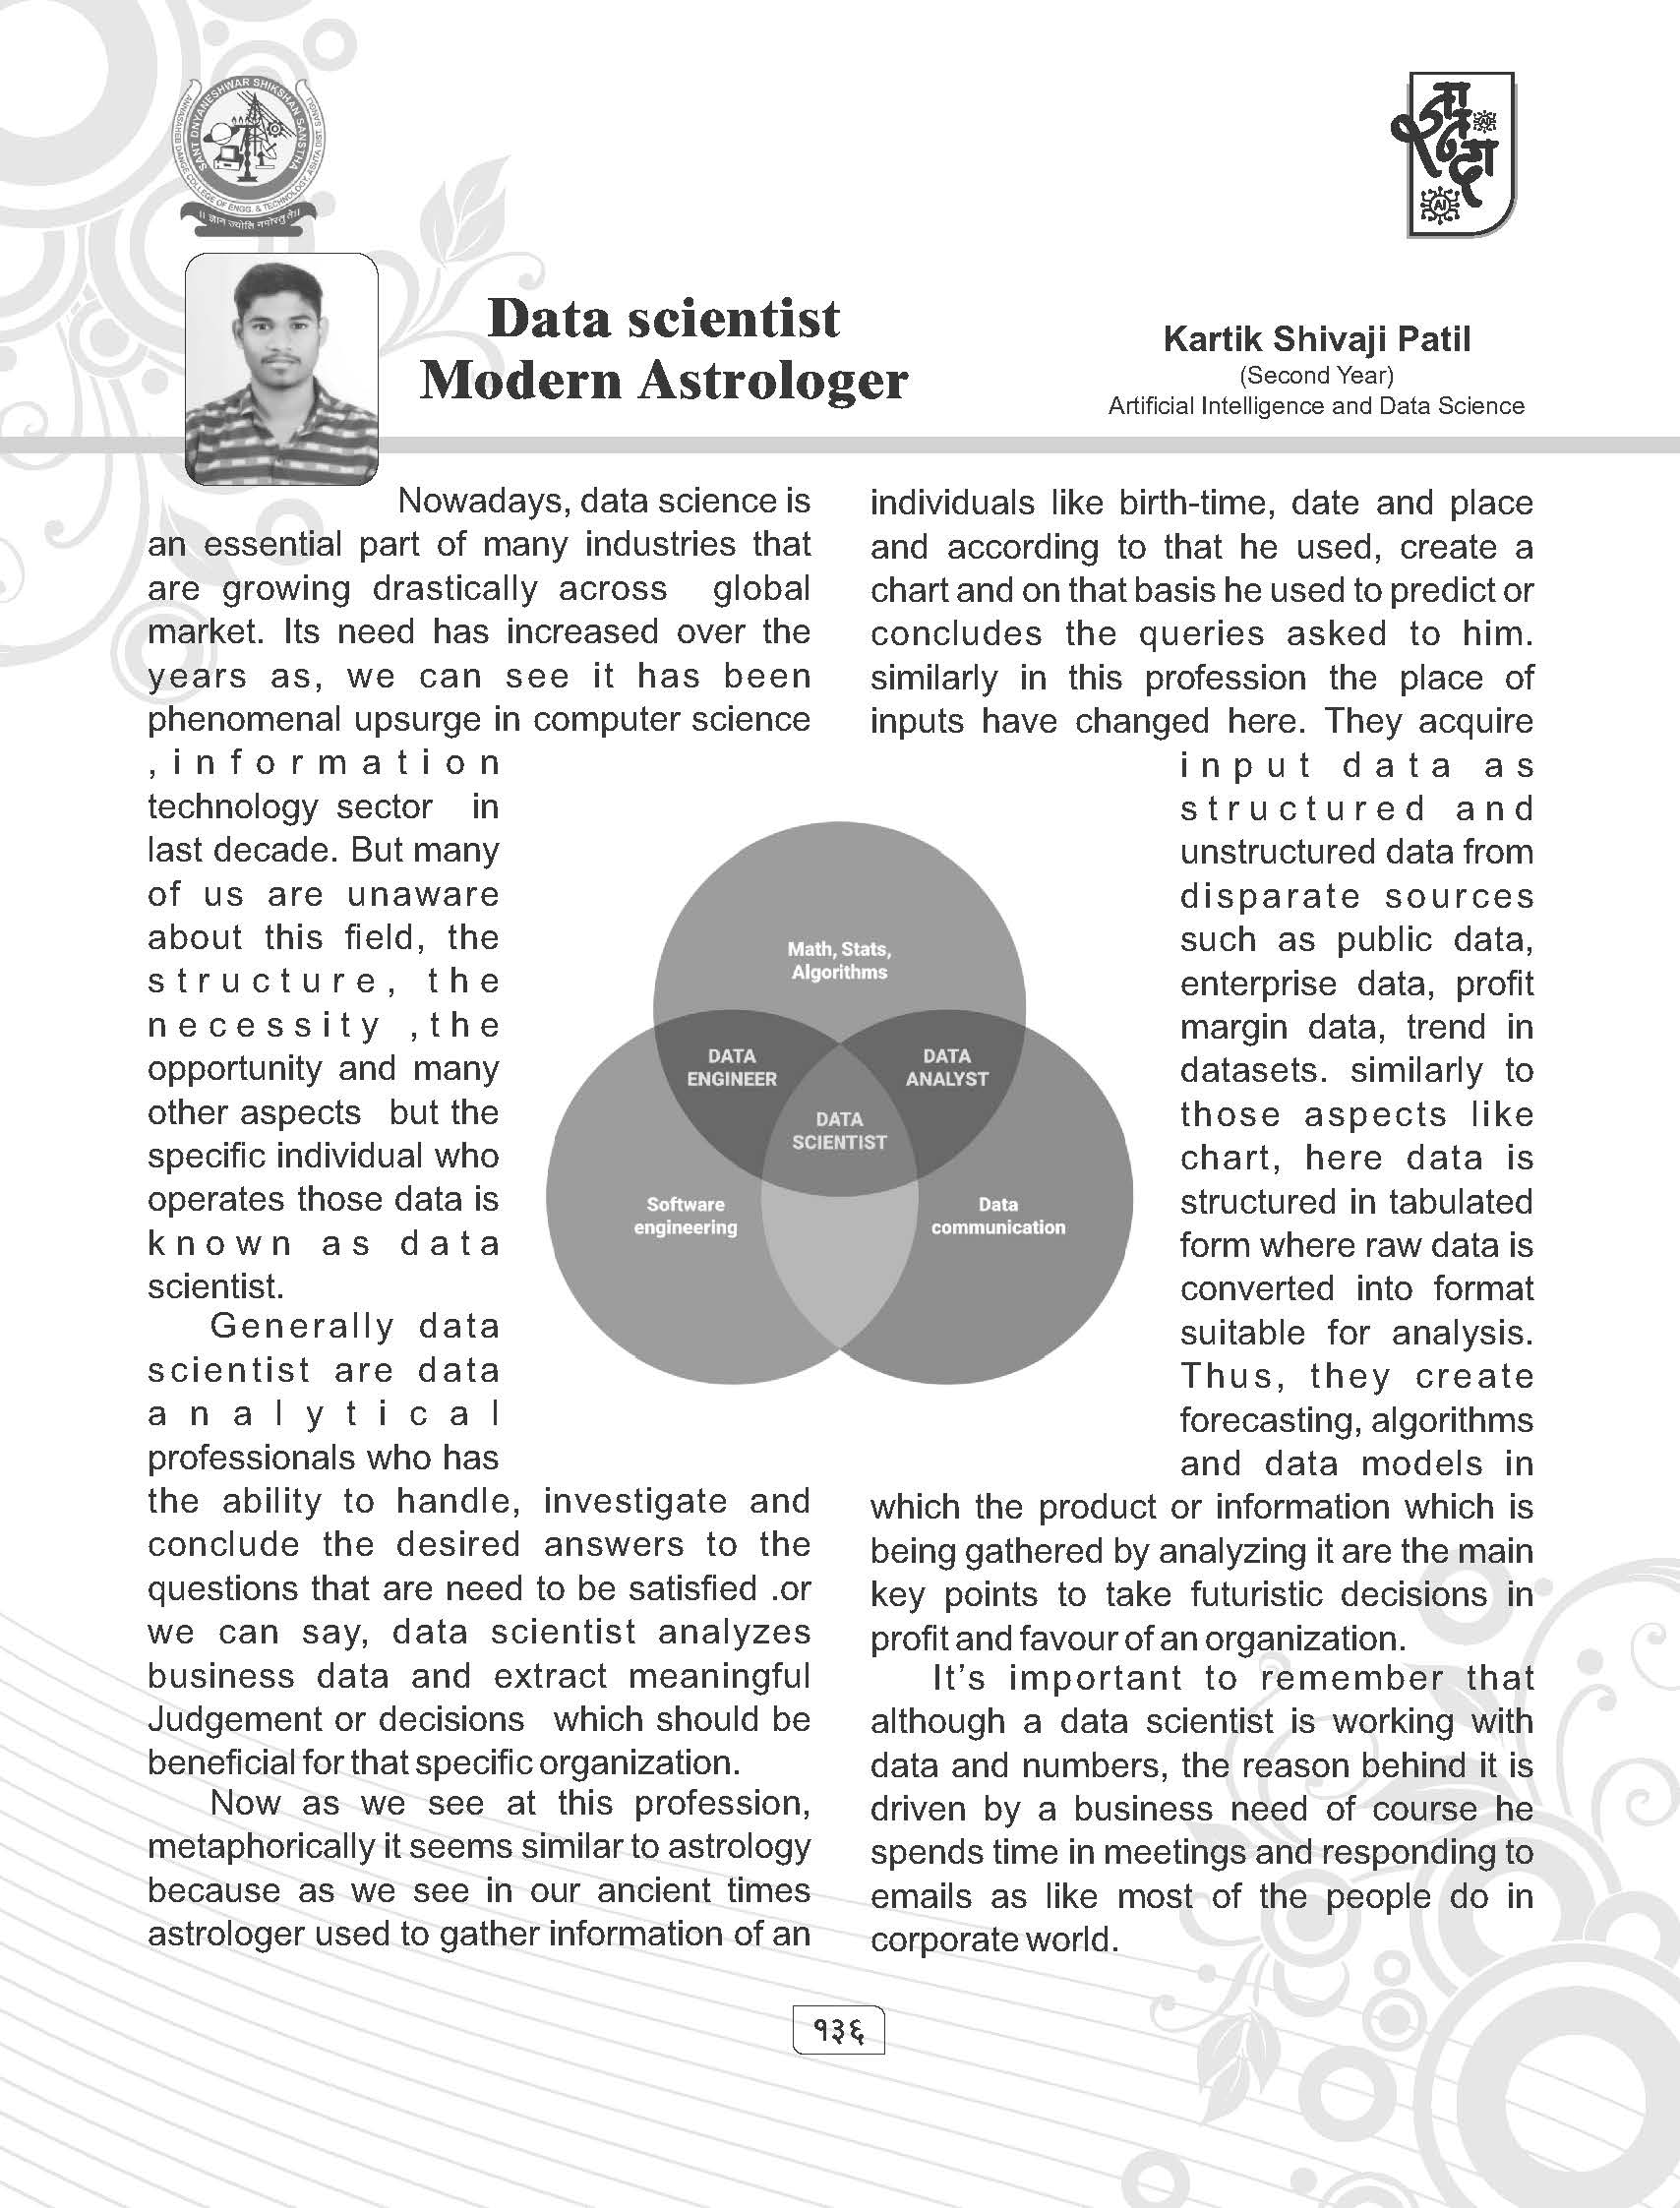 SANT DNYANESHWAR SHIKSHAN SANSTHA
ANNASAHEB DANGE COLLEGE OF ENGG. & TECHNOLOGY, ASHTA DIST. SANGLI
AI
AI
Data scientist
Modern Astrologer
Kartik Shivaji Patil
(Second Year)
Artificial Intelligence and Data Science
Nowadays, data science is
an essential part of many industries that
are growing drastically across global
market. Its need has increased over the
years as, we can see it has been
phenomenal upsurge in computer science
,information
technology sector in
last decade. But many
of us are unaware
about this field, the
structure, the
necessity ,the
opportunity and many
other aspects but the
specific individual who
operates those data is
known as data
scientist.
Generally data
scientist are data
analytical
professionals who has
the ability to handle, investigate and
conclude the desired answers to the
questions that are need to be satisfied .or
we can say, data scientist analyzes
business data and extract meaningful
Judgement or decisions which should be
beneficial for that specific organization.
Now as we see at this profession,
metaphorically it seems similar to astrology
because as we see in our ancient times
astrologer used to gather information of an
Math, Stats,
Algorithms
DATA
ENGINEER
DATA
ANALYST
DATA
SCIENTIST
Software
engineering
Data
communication
individuals like birth-time, date and place
and according to that he used, create a
chart and on that basis he used to predict or
concludes the queries asked to him.
similarly in this profession the place of
inputs have changed here. They acquire
input data as
structured and
unstructured data from
disparate sources
such as public data,
enterprise data, profit
margin data, trend in
datasets. similarly to
those aspects like
chart, here data is
structured in tabulated
form where raw data is
converted into format
suitable for analysis.
Thus, they create
forecasting, algorithms
and data models in
which the product or information which is
being gathered by analyzing it are the main
key points to take futuristic decisions in
profit and favour of an organization.
It’s important to remember that
although a data scientist is working with
data and numbers, the reason behind it is
driven by a business need of course he
spends time in meetings and responding to
emails as like most of the people do in
corporate world.
१३६